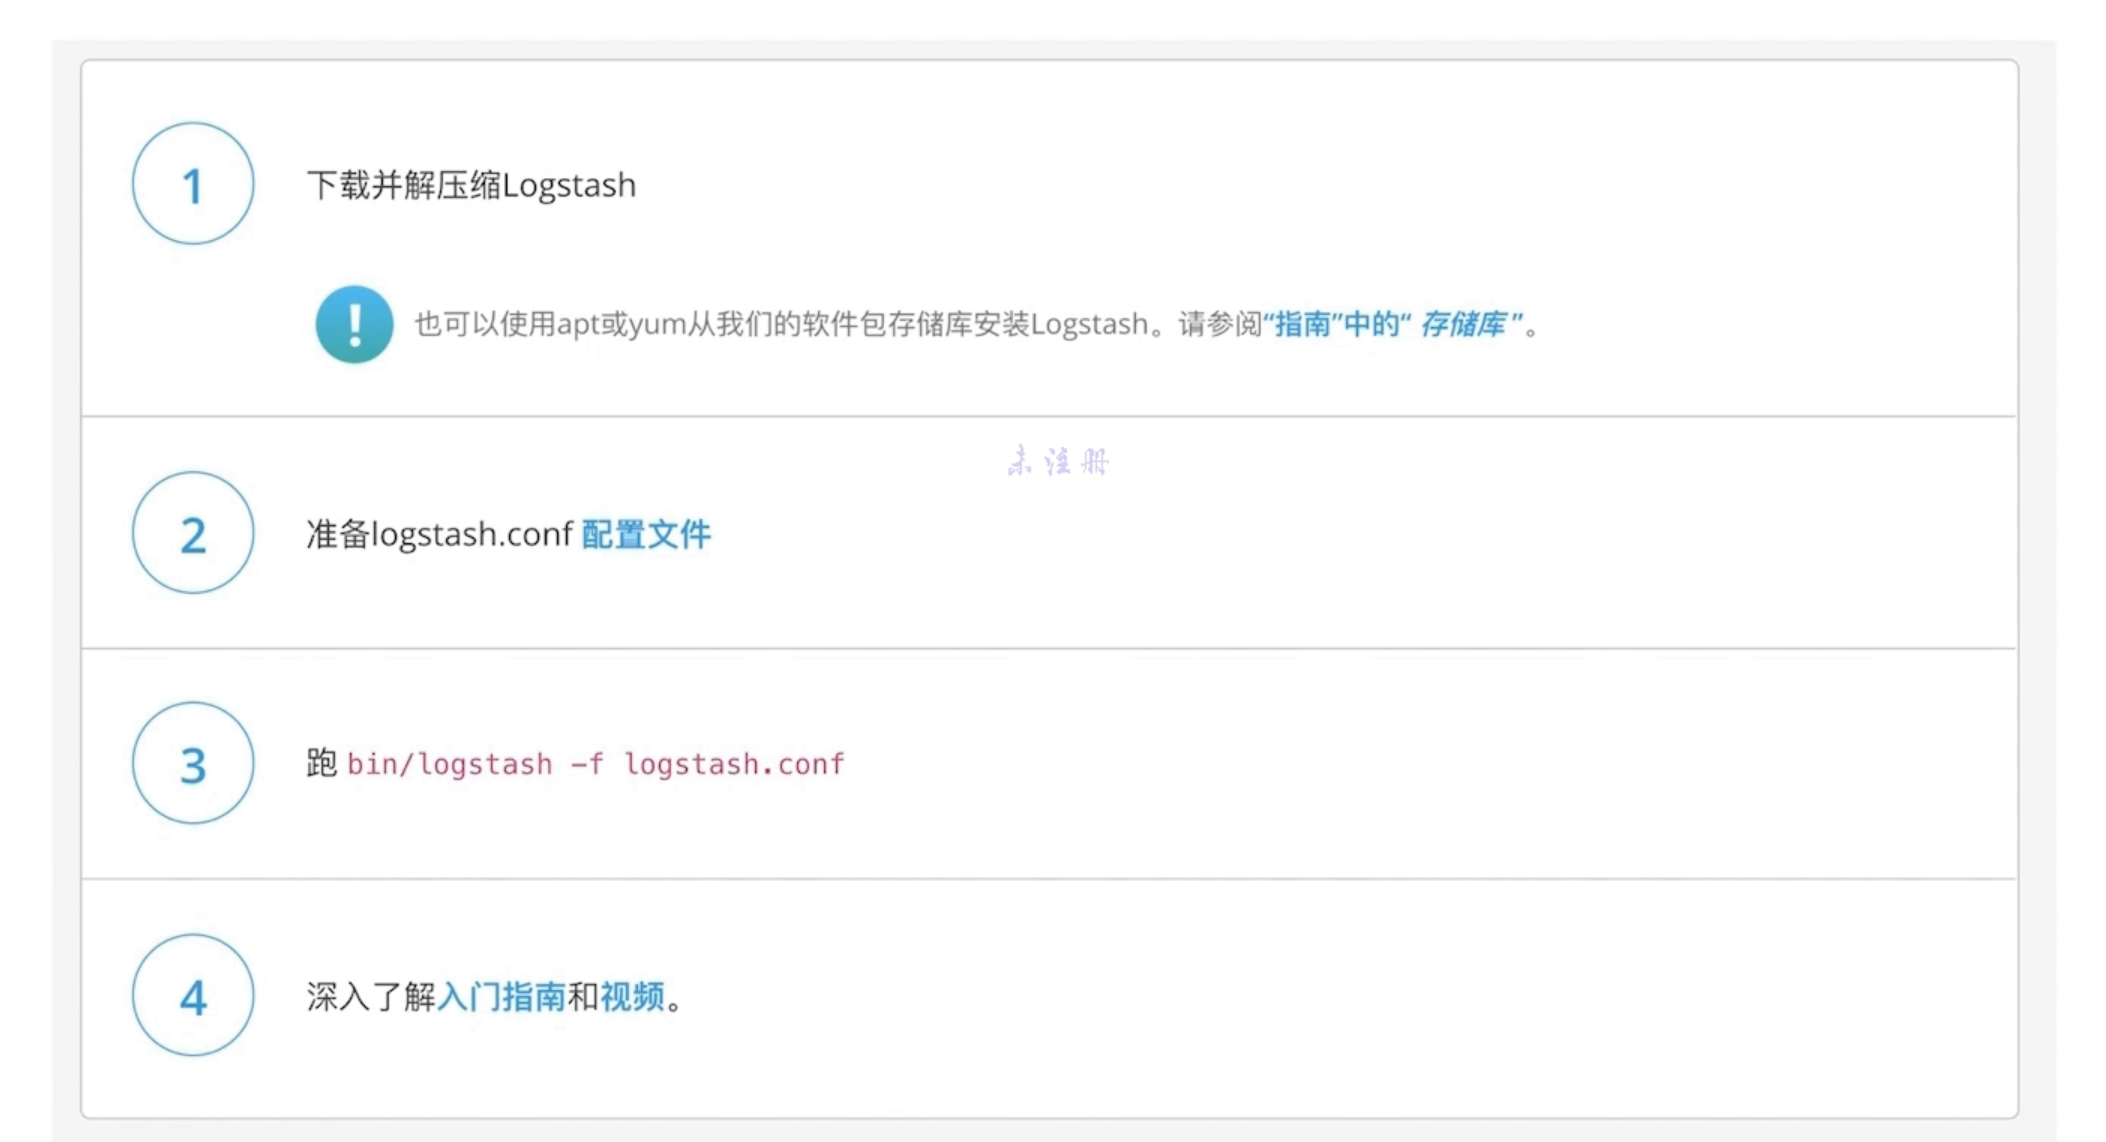 1
下载并解压缩Logstash
!
也可以使用apt或yum从我们的软件包存储库安装Logstash。请参阅“指南”中的“ 存储库 ”。
未注册
2
准备logstash.conf 配置文件
3
跑 bin/logstash -f logstash.conf
4
深入了解入门指南和视频。